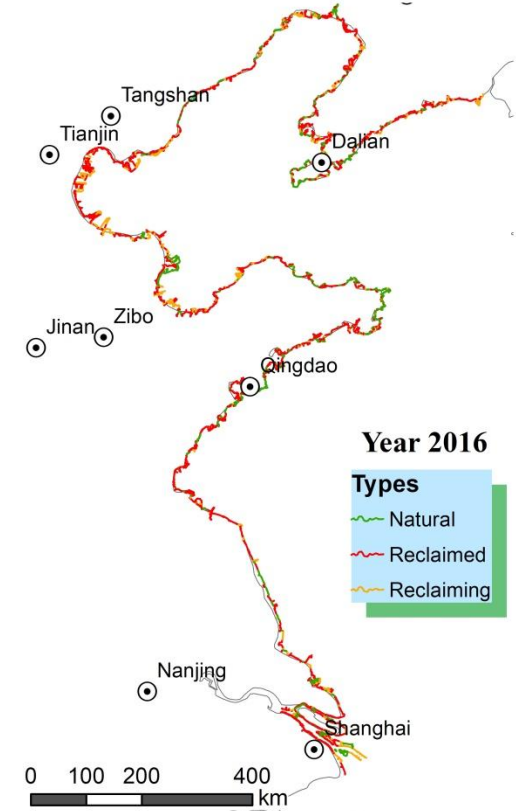 Tangshan
Tianjin
Dalian
Jinan
Zibo
Qingdao
Year 2016
Types
Natural
Reclaimed
Reclaiming
Nanjing
Shanghai
0 100 200 400
km